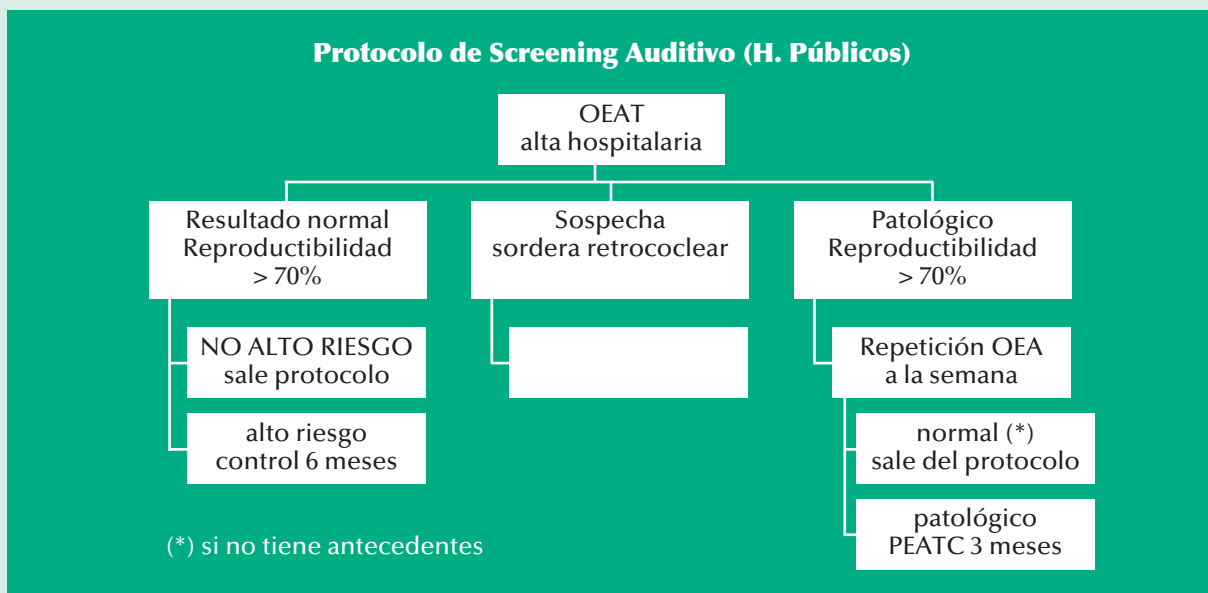 Protocolo de Screening Auditivo (H. Públicos)
OEAT
alta hospitalaria
Resultado normal
Reproductibilidad
> 70%
NO ALTO RIESGO
sale protocolo
alto riesgo
control 6 meses
Sospecha
sordera retrococlear
Patológico
Reproductibilidad
> 70%
Repetición OEA
a la semana
normal (*)
sale del protocolo
patológico
PEATC 3 meses
(*) si no tiene antecedentes